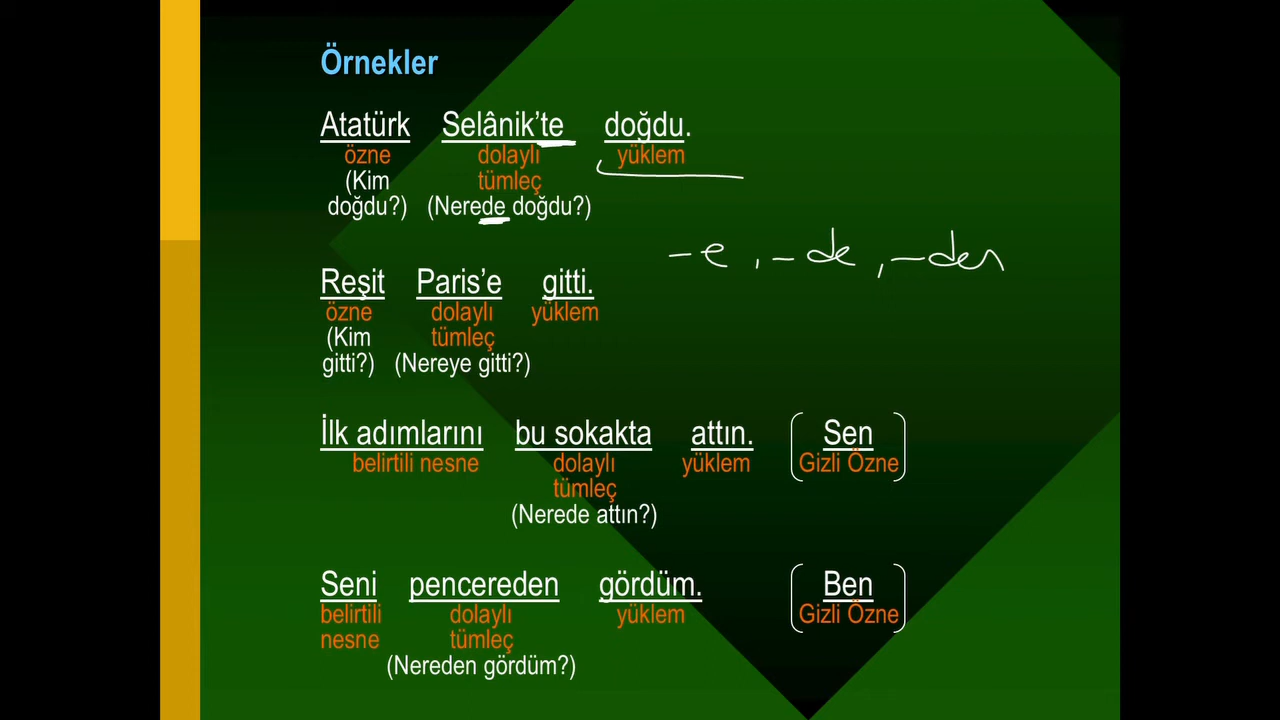 Örnekler
Atatürk Selânik'te doğdu.
özne dolaylı yüklem
(Kim tümleç
doğdu?) (Nerede doğdu?)
-e, -de, -den
Reşit Paris'e gitti.
özne dolaylı yüklem
(Kim tümleç
gitti?) (Nereye gitti?)
İlk adımlarını bu sokakta attın. Sen
belirtili nesne dolaylı yüklem Gizli Özne
tümleç
(Nerede attın?)
Seni pencereden gördüm. Ben
belirtili dolaylı yüklem Gizli Özne
nesne tümleç
(Nereden gördüm?)